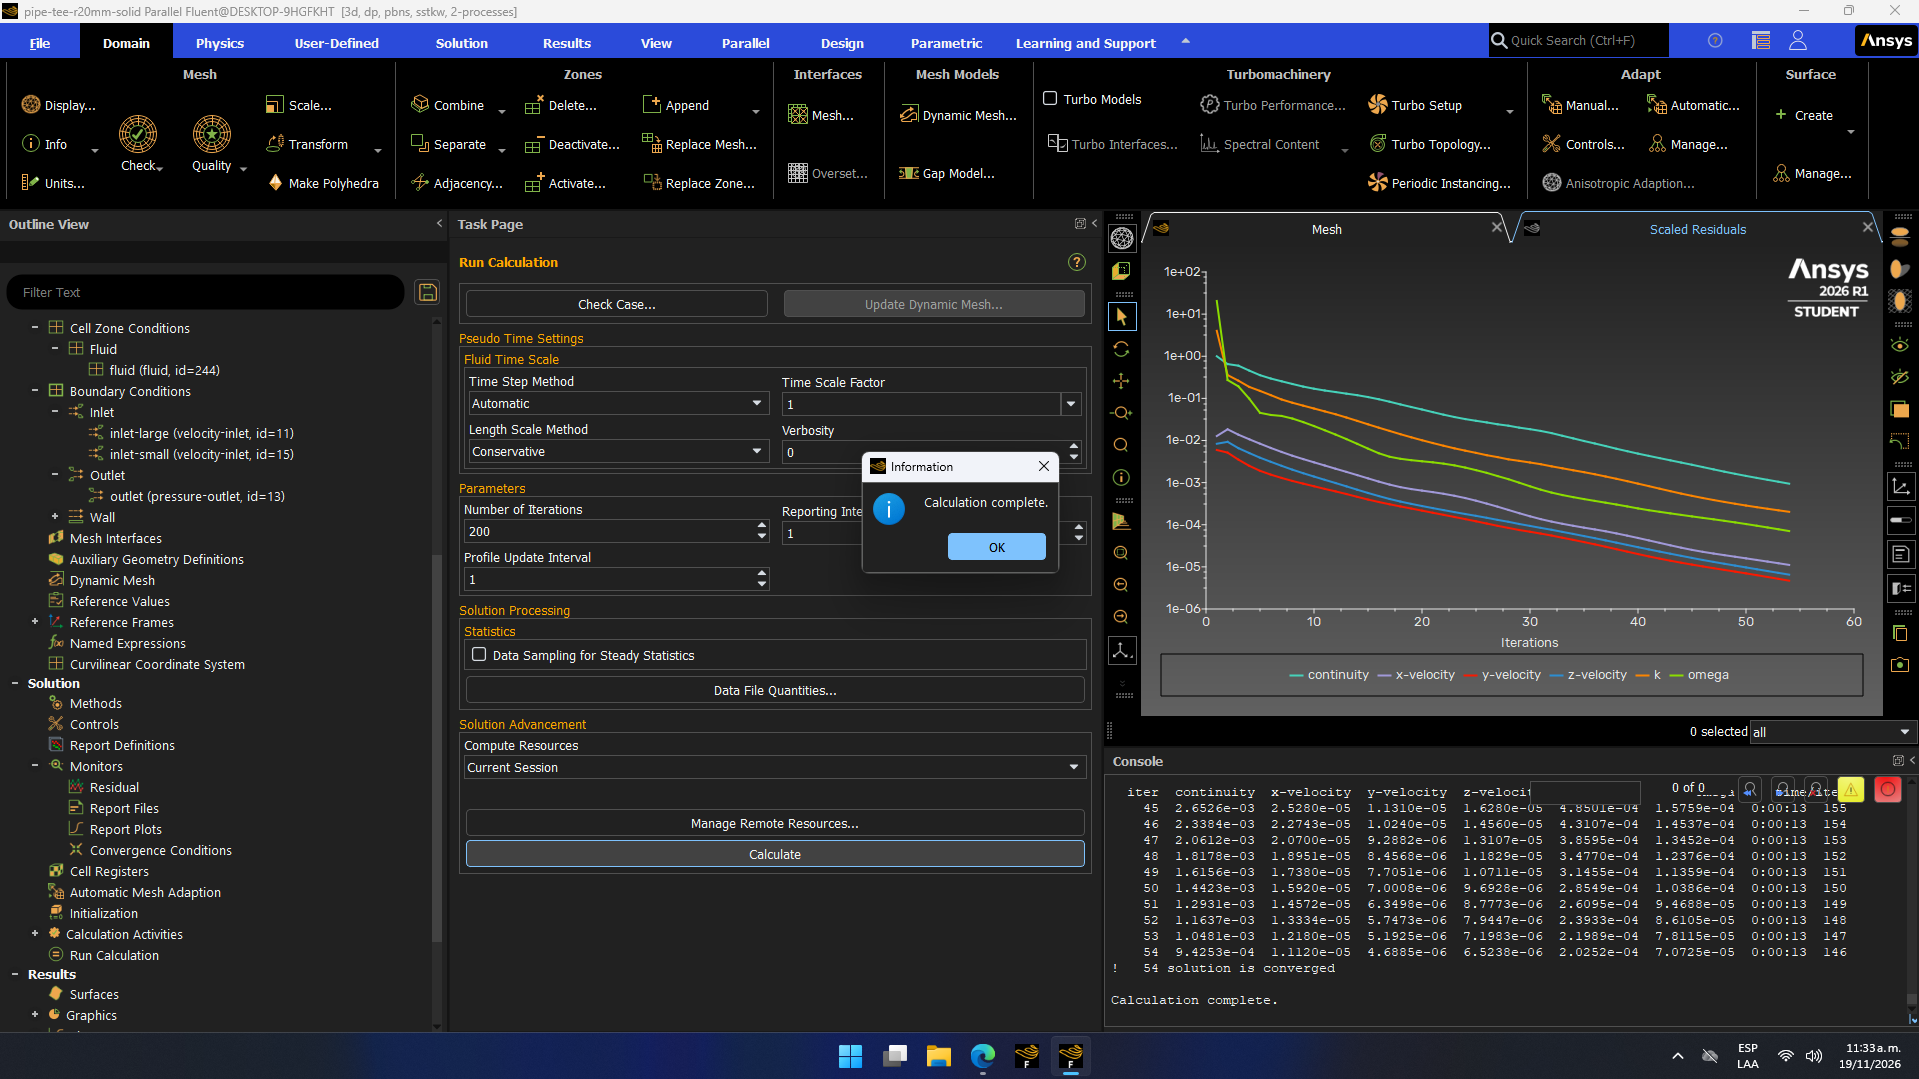 pipe-tee-r20mm-solid Parallel Fluent@DESKTOP-9HGFKHT [3d, dp, pbns, sstkw, 2-processes]
File Domain Physics User-Defined Solution Results View Parallel Design Parametric Learning and Support Quick Search (Ctrl+F) Ansys
Mesh Zones Interfaces Mesh Models Turbomachinery Adapt Surface
Display... Scale... Combine Delete... Append Mesh... Dynamic Mesh... Turbo Models Turbo Performance... Turbo Setup Manual... Automatic... Create
Info Check Quality Transform Separate Deactivate... Replace Mesh... Overset... Gap Model... Turbo Interfaces... Spectral Content Turbo Topology... Controls... Manage... Manage...
Units... Make Polyhedra Adjacency... Activate... Replace Zone... Periodic Instancing... Anisotropic Adaption...
Outline View
Filter Text
Cell Zone Conditions
Fluid
fluid (fluid, id=244)
Boundary Conditions
Inlet
inlet-large (velocity-inlet, id=11)
inlet-small (velocity-inlet, id=15)
Outlet
outlet (pressure-outlet, id=13)
Wall
Mesh Interfaces
Auxiliary Geometry Definitions
Dynamic Mesh
Reference Values
Reference Frames
Named Expressions
Curvilinear Coordinate System
Solution
Methods
Controls
Report Definitions
Monitors
Residual
Report Files
Report Plots
Convergence Conditions
Cell Registers
Automatic Mesh Adaption
Initialization
Calculation Activities
Run Calculation
Results
Surfaces
Graphics
Task Page
Run Calculation
Check Case... Update Dynamic Mesh...
Pseudo Time Settings
Fluid Time Scale
Time Step Method Time Scale Factor
Automatic 1
Length Scale Method Verbosity
Conservative 0
Parameters
Number of Iterations Reporting Inte
200 1
Profile Update Interval
1
Solution Processing
Statistics
Data Sampling for Steady Statistics
Data File Quantities...
Solution Advancement
Compute Resources
Current Session
Manage Remote Resources...
Calculate
Information
Calculation complete.
OK
Mesh Scaled Residuals
Ansys
2026 R1
STUDENT
1e+02
1e+01
1e+00
1e-01
1e-02
1e-03
1e-04
1e-05
1e-06
0 10 20 30 40 50 60
Iterations
continuity x-velocity y-velocity z-velocity k omega
0 selected all
Console
0 of 0
iter continuity x-velocity y-velocity z-veloci
45 2.6526e-03 2.5280e-05 1.1310e-05 1.6280e-05 4.8501e-04 1.5759e-04 0:00:13 155
46 2.3384e-03 2.2743e-05 1.0240e-05 1.4560e-05 4.3107e-04 1.4537e-04 0:00:13 154
47 2.0612e-03 2.0700e-05 9.2882e-06 1.3107e-05 3.8595e-04 1.3452e-04 0:00:13 153
48 1.8178e-03 1.8951e-05 8.4568e-06 1.1829e-05 3.4770e-04 1.2376e-04 0:00:13 152
49 1.6156e-03 1.7380e-05 7.7051e-06 1.0711e-05 3.1455e-04 1.1359e-04 0:00:13 151
50 1.4423e-03 1.5920e-05 7.0008e-06 9.6928e-06 2.8549e-04 1.0386e-04 0:00:13 150
51 1.2931e-03 1.4572e-05 6.3498e-06 8.7773e-06 2.6095e-04 9.4688e-05 0:00:13 149
52 1.1637e-03 1.3334e-05 5.7473e-06 7.9447e-06 2.3933e-04 8.6105e-05 0:00:13 148
53 1.0481e-03 1.2180e-05 5.1925e-06 7.1983e-06 2.1989e-04 7.8115e-05 0:00:13 147
54 9.4253e-04 1.1120e-05 4.6885e-06 6.5238e-06 2.0252e-04 7.0725e-05 0:00:13 146
! 54 solution is converged
Calculation complete.
ESP
LAA
11:33 a. m.
19/11/2026